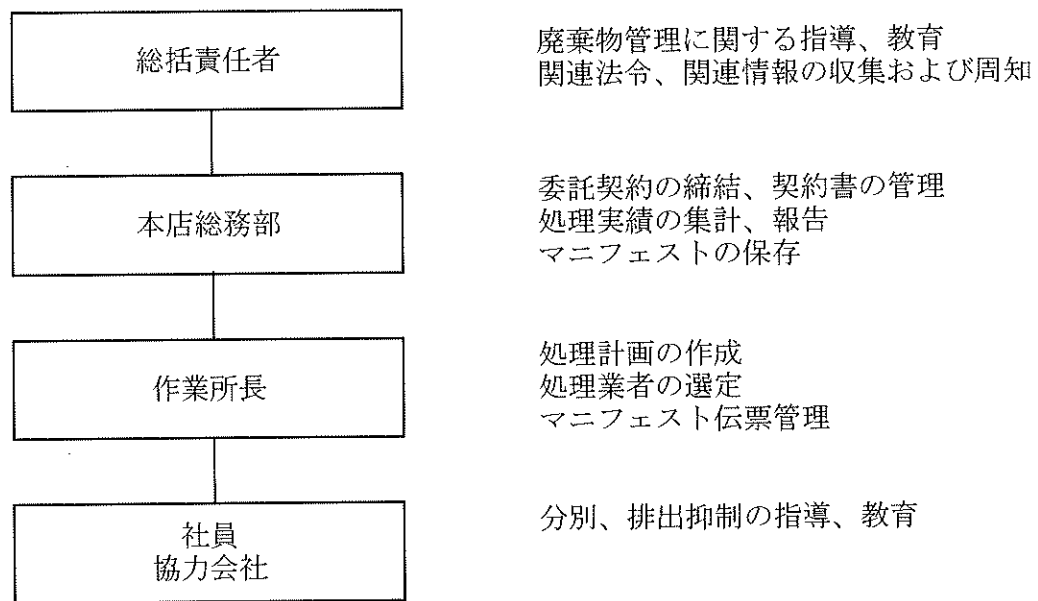 総括責任者
廃棄物管理に関する指導、教育
関連法令、関連情報の収集および周知
本店総務部
委託契約の締結、契約書の管理
処理実績の集計、報告
マニフェストの保存
作業所長
処理計画の作成
処理業者の選定
マニフェスト伝票管理
社員
協力会社
分別、排出抑制の指導、教育